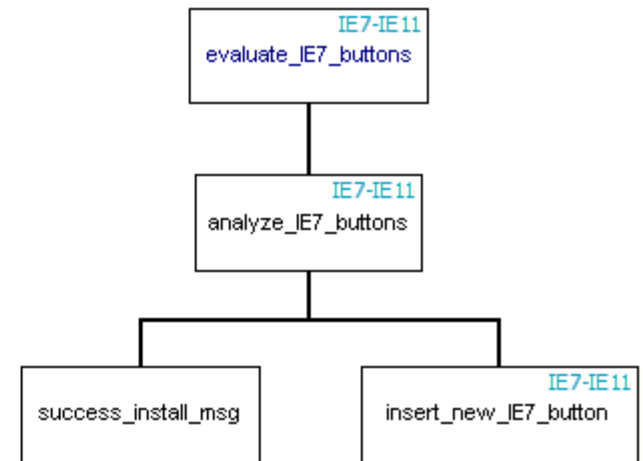 IE7-IE11
evaluate_IE7_buttons
IE7-IE11
analyze_IE7_buttons
success_install_msg
IE7-IE11
insert_new_IE7_button